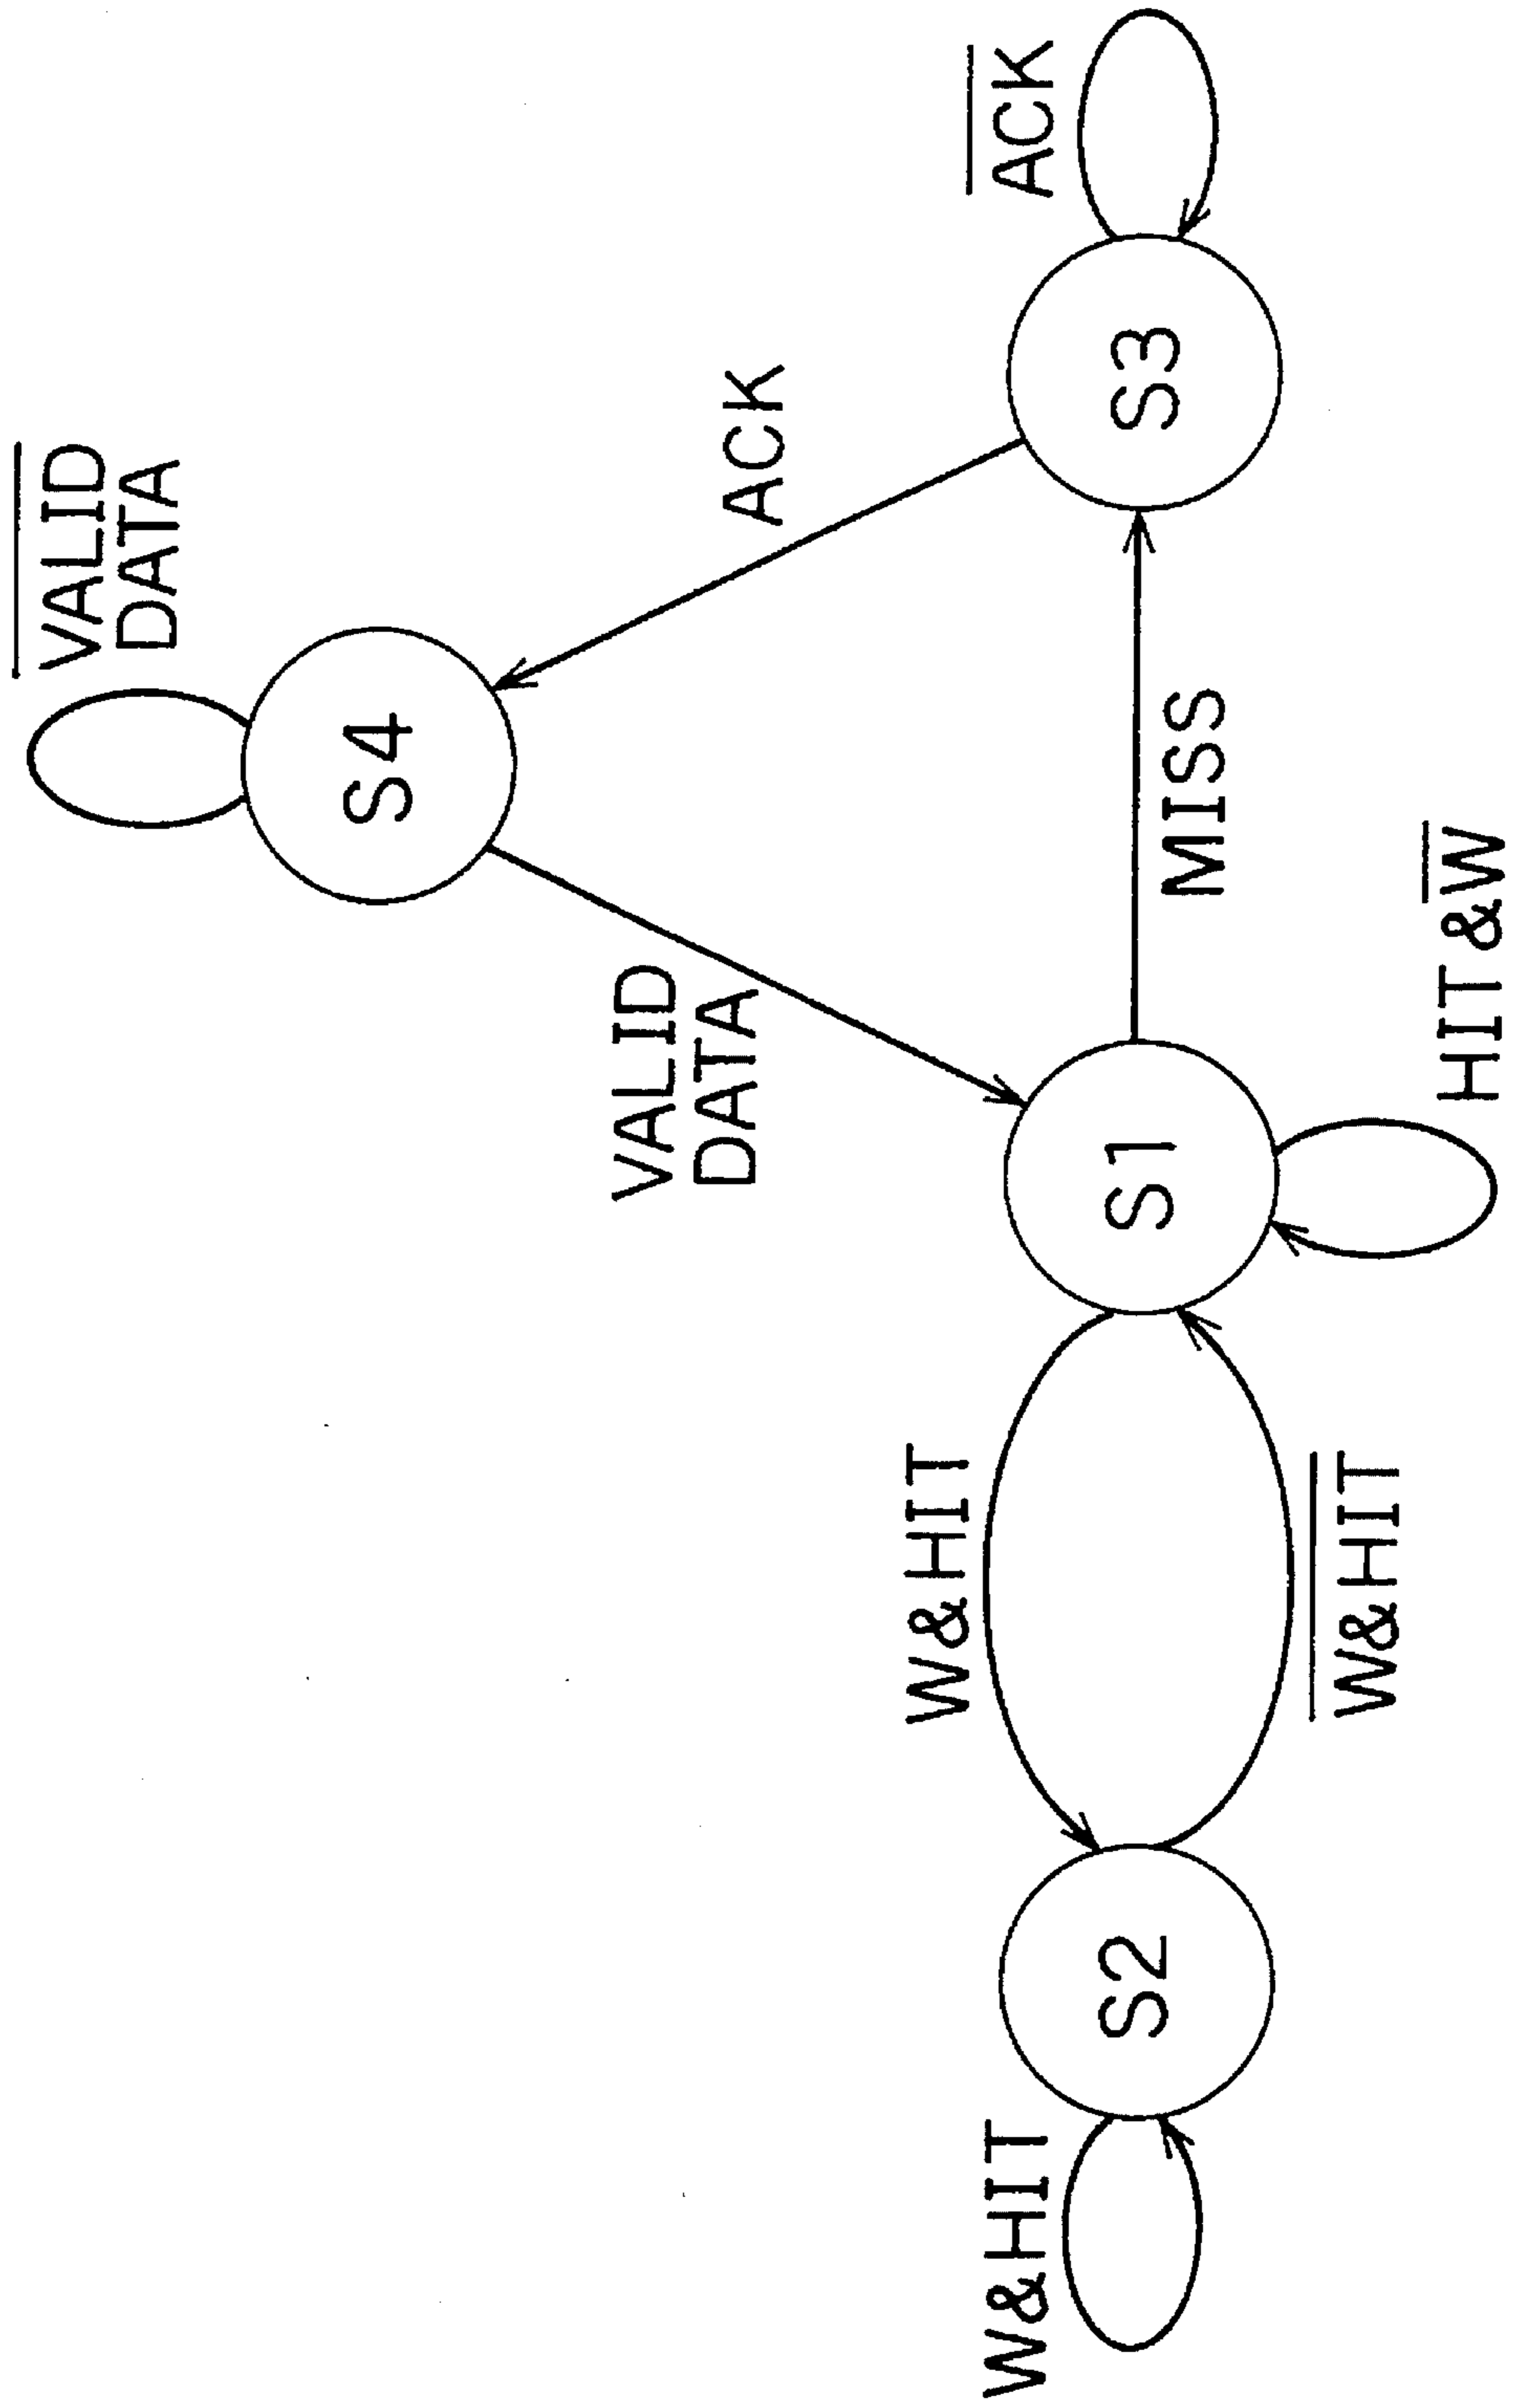 VALID
DATA
S4
VALID
DATA
ACK
W&HIT
W&HIT
ACK
S2
S1
S3
MISS
W&HIT
HIT&W